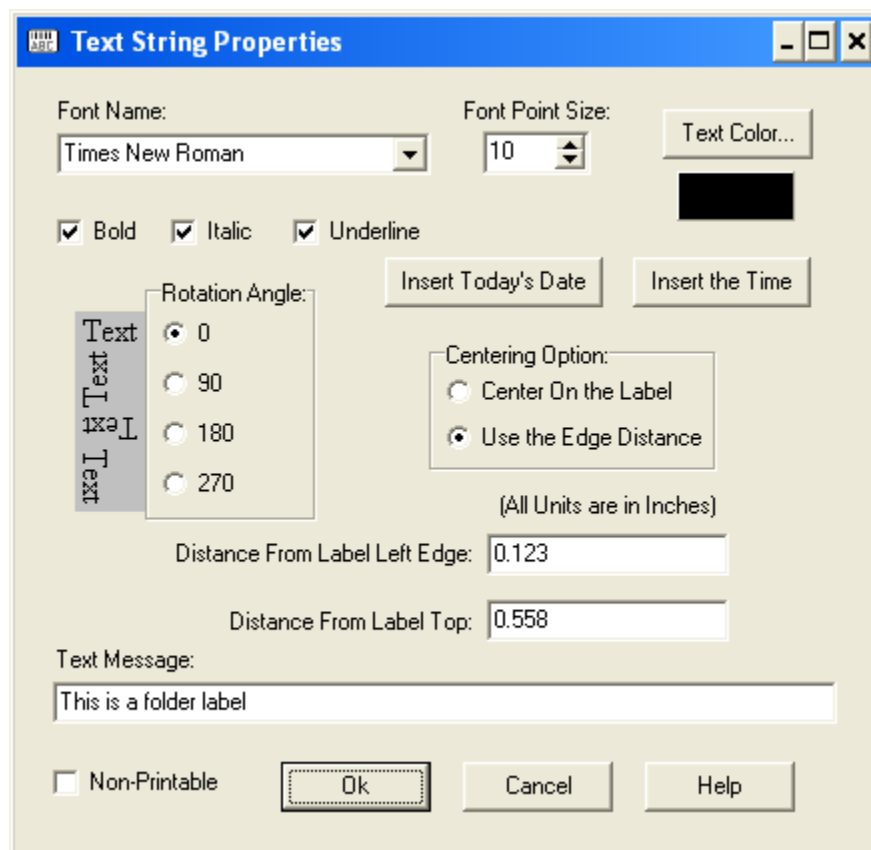 Text String Properties
Font Name:
Font Point Size:
Times New Roman
10
Text Color...
Bold
Italic
Underline
Insert Today's Date
Insert the Time
Rotation Angle:
Text
0
Text
90
Text
180
Text
270
Centering Option:
Center On the Label
Use the Edge Distance
(All Units are in Inches)
Distance From Label Left Edge: 0.123
Distance From Label Top: 0.558
Text Message:
This is a folder label
Non-Printable
Ok
Cancel
Help